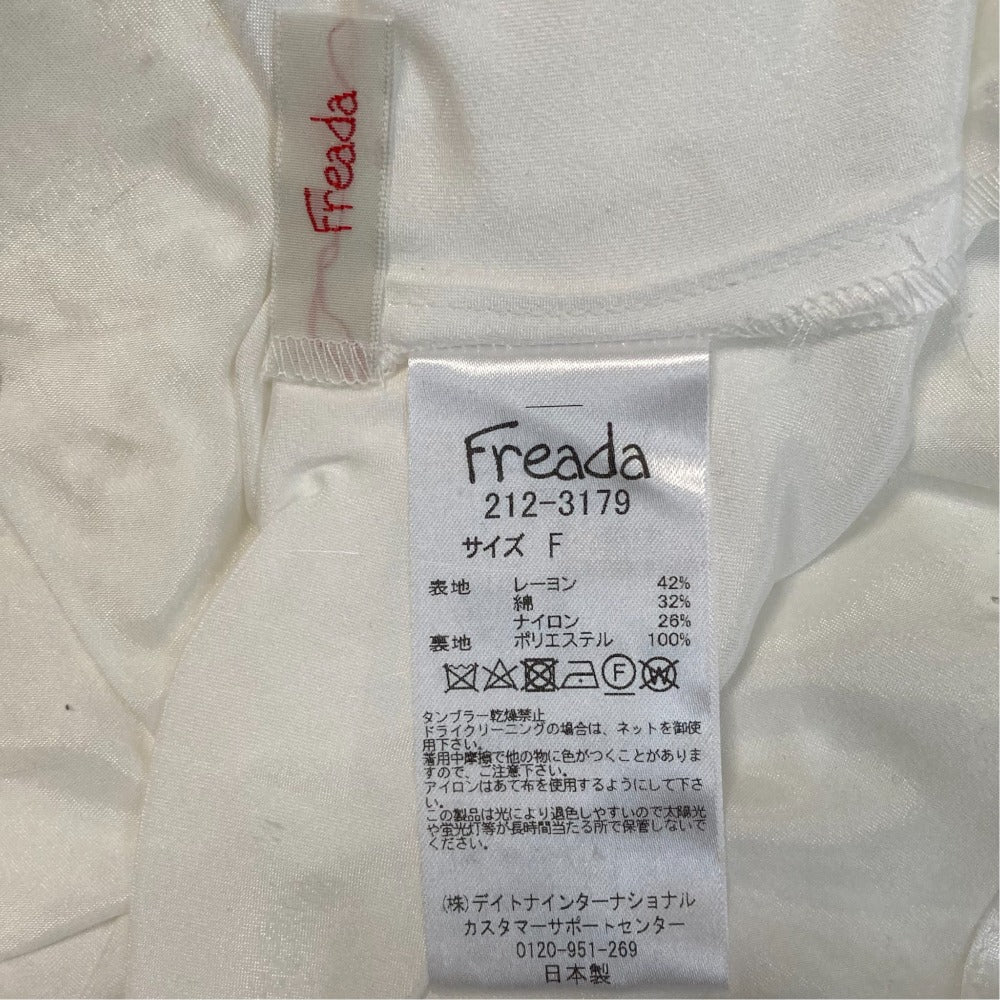 Freada
Freada
212-3179
サイズ F
表地 レーヨン 42%
綿 32%
ナイロン 26%
裏地 ポリエステル 100%
F W
タンブラー乾燥禁止
ドライクリーニングの場合は、ネットを御使
用下さい。
着用中摩擦で他の物に色がつくことがありま
すので、ご注意下さい。
アイロンはあて布を使用するようにして下さ
い。
この製品は光により退色しやすいので太陽光
や蛍光灯等が長時間当たる所で保管しないで
ください。
(株)デイトナインターナショナル
カスタマーサポートセンター
0120-951-269
日本製